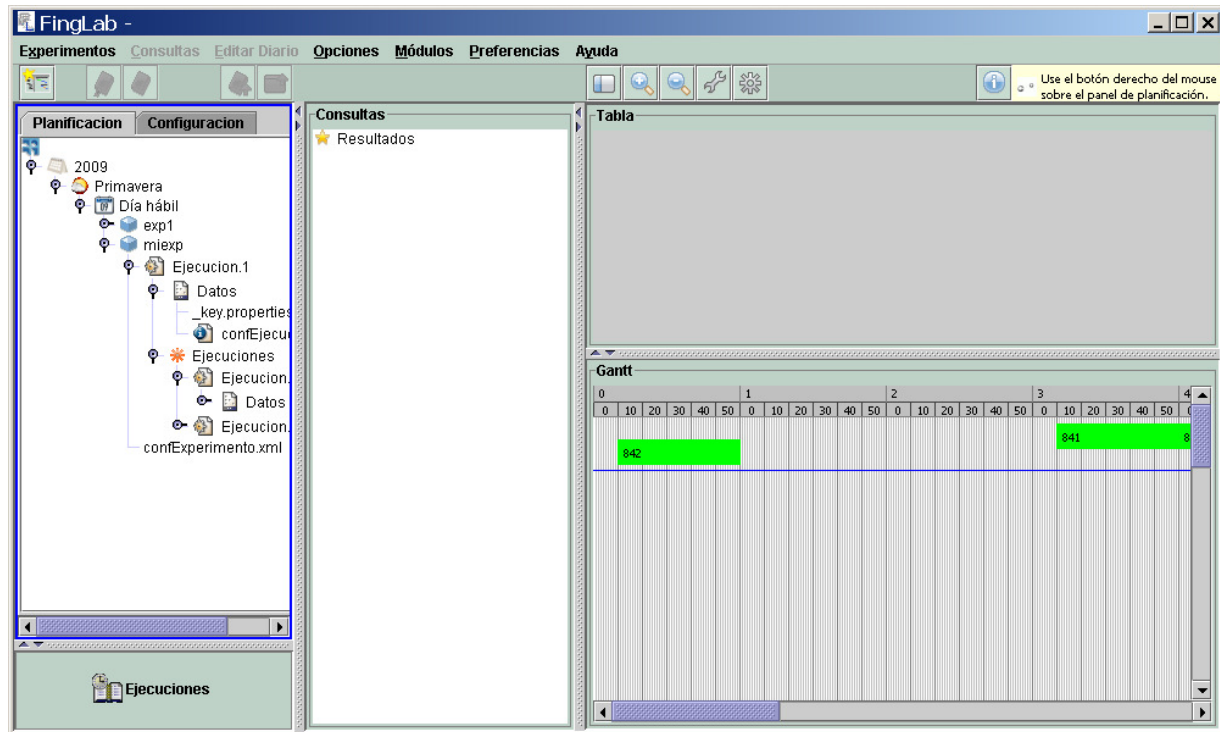 FingLab -
Experimentos Consultas Editar Diario Opciones Módulos Preferencias Ayuda
Use el botón derecho del mouse
sobre el panel de planificación.
Planificacion Configuracion
2009
Primavera
Día hábil
exp1
miexp
Ejecucion.1
Datos
_key.properties
confEjecu
Ejecuciones
Ejecucion.
Datos
Ejecucion.
confExperimento.xml
Ejecuciones
Consultas
Resultados
Tabla
Gantt
0 1 2 3 4
0 10 20 30 40 50 0 10 20 30 40 50 0 10 20 30 40 50 0 10 20 30 40 50 0
841 8
842